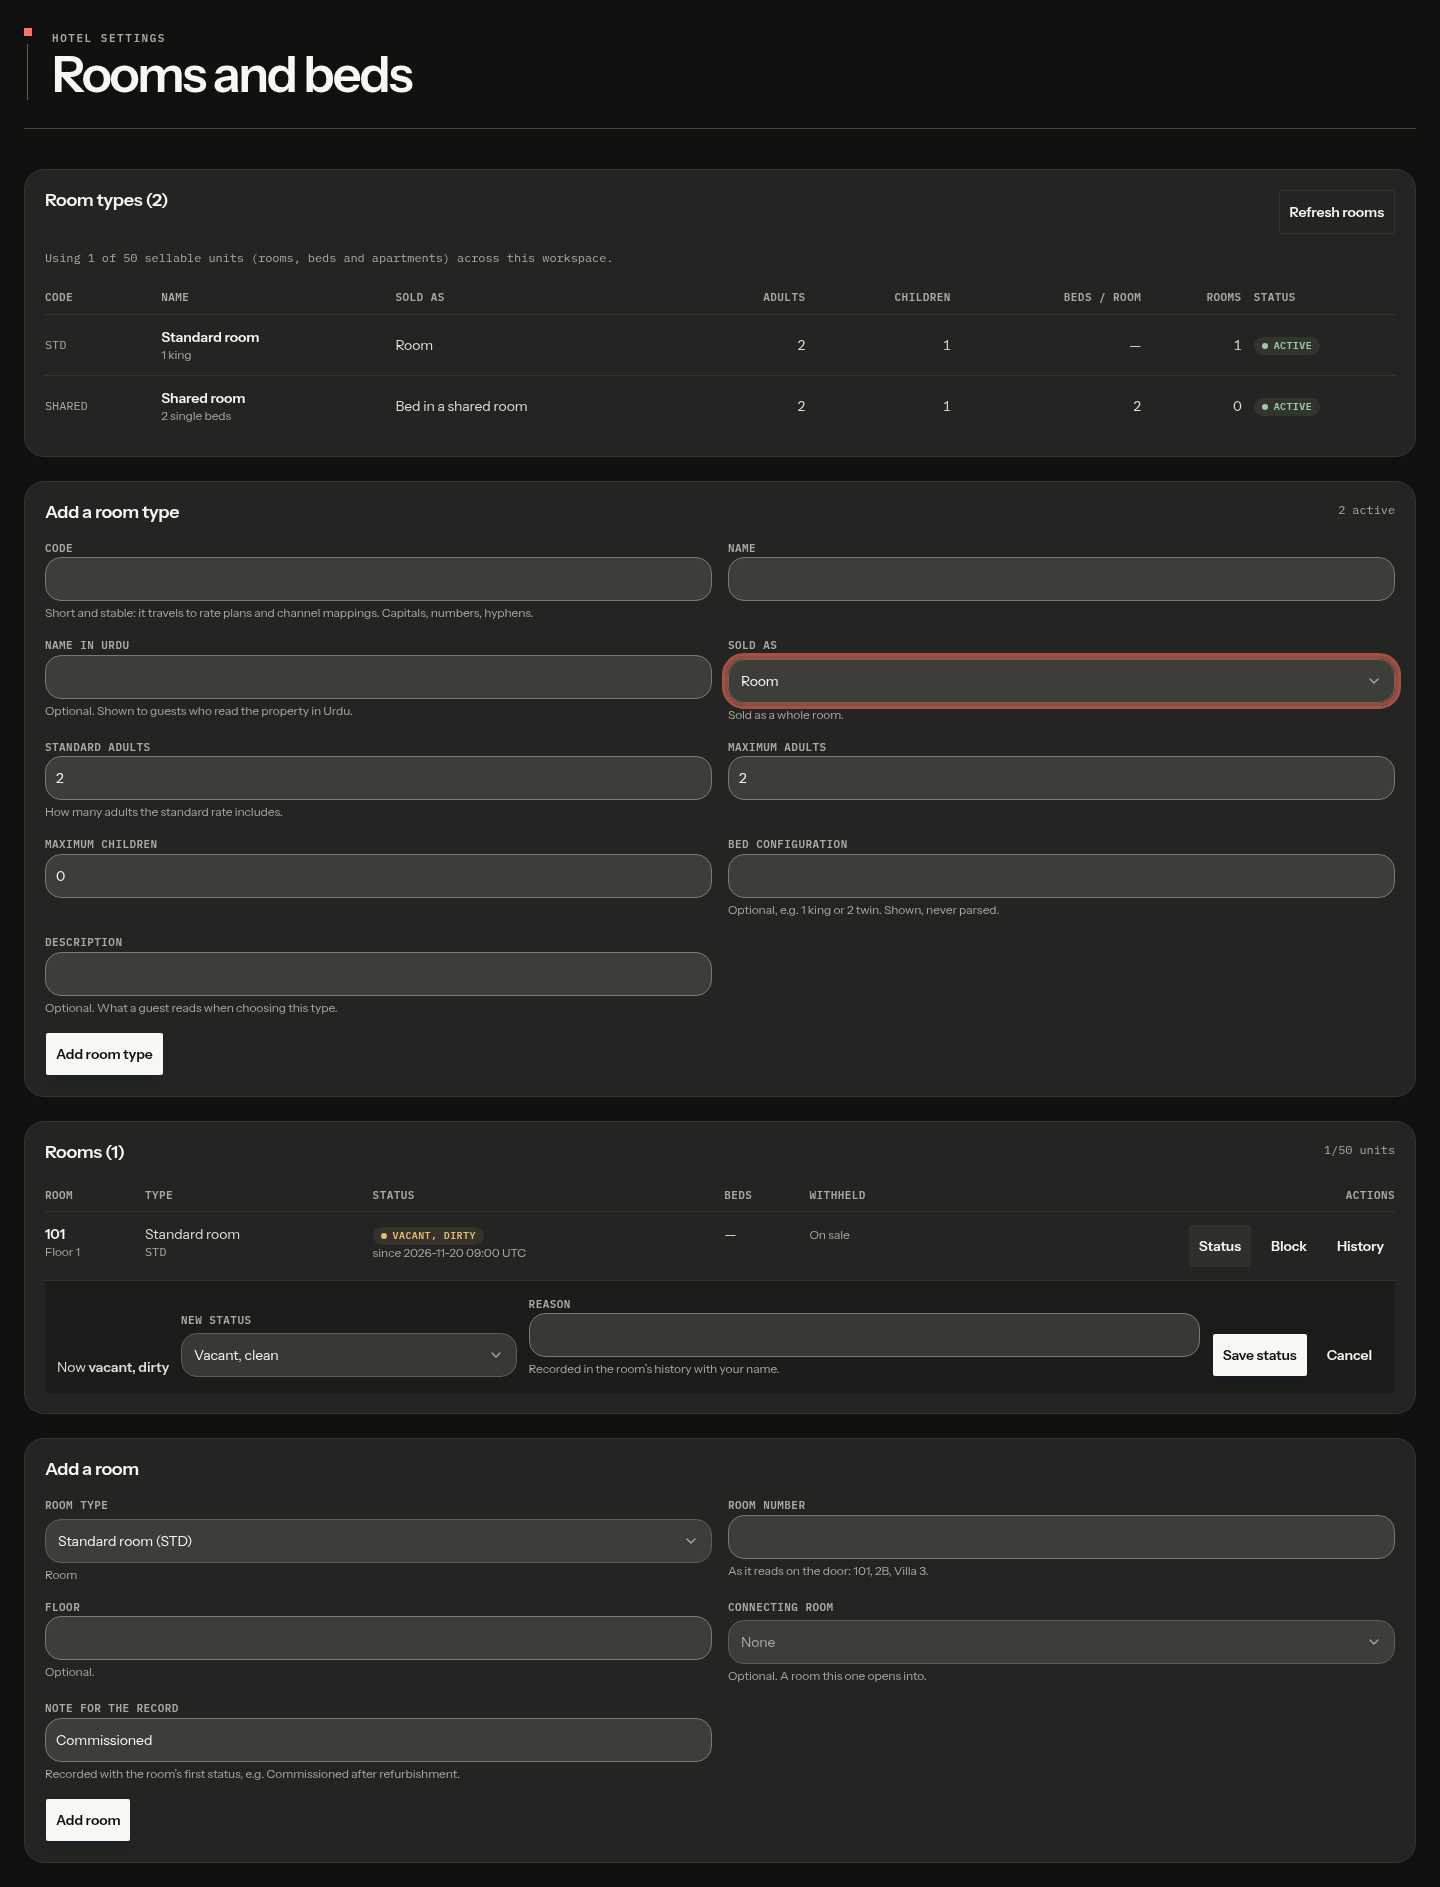 HOTEL SETTINGS
Rooms and beds
Room types (2)
Refresh rooms
Using 1 of 50 sellable units (rooms, beds and apartments) across this workspace.
CODE NAME SOLD AS ADULTS CHILDREN BEDS / ROOM ROOMS STATUS
STD Standard room Room 2 1 — 1 ACTIVE
1 king
SHARED Shared room Bed in a shared room 2 1 2 0 ACTIVE
2 single beds
Add a room type
2 active
CODE NAME
Short and stable: it travels to rate plans and channel mappings. Capitals, numbers, hyphens.
NAME IN URDU SOLD AS
Room
Optional. Shown to guests who read the property in Urdu.
Sold as a whole room.
STANDARD ADULTS MAXIMUM ADULTS
2 2
How many adults the standard rate includes.
MAXIMUM CHILDREN BED CONFIGURATION
0
Optional, e.g. 1 king or 2 twin. Shown, never parsed.
DESCRIPTION
Optional. What a guest reads when choosing this type.
Add room type
Rooms (1)
1/50 units
ROOM TYPE STATUS BEDS WITHHELD ACTIONS
101 Standard room VACANT, DIRTY — On sale Status Block History
Floor 1 STD since 2026-11-20 09:00 UTC
NEW STATUS REASON
Now vacant, dirty Vacant, clean Save status Cancel
Recorded in the room's history with your name.
Add a room
ROOM TYPE ROOM NUMBER
Standard room (STD)
Room As it reads on the door: 101, 2B, Villa 3.
FLOOR CONNECTING ROOM
None
Optional. Optional. A room this one opens into.
NOTE FOR THE RECORD
Commissioned
Recorded with the room's first status, e.g. Commissioned after refurbishment.
Add room